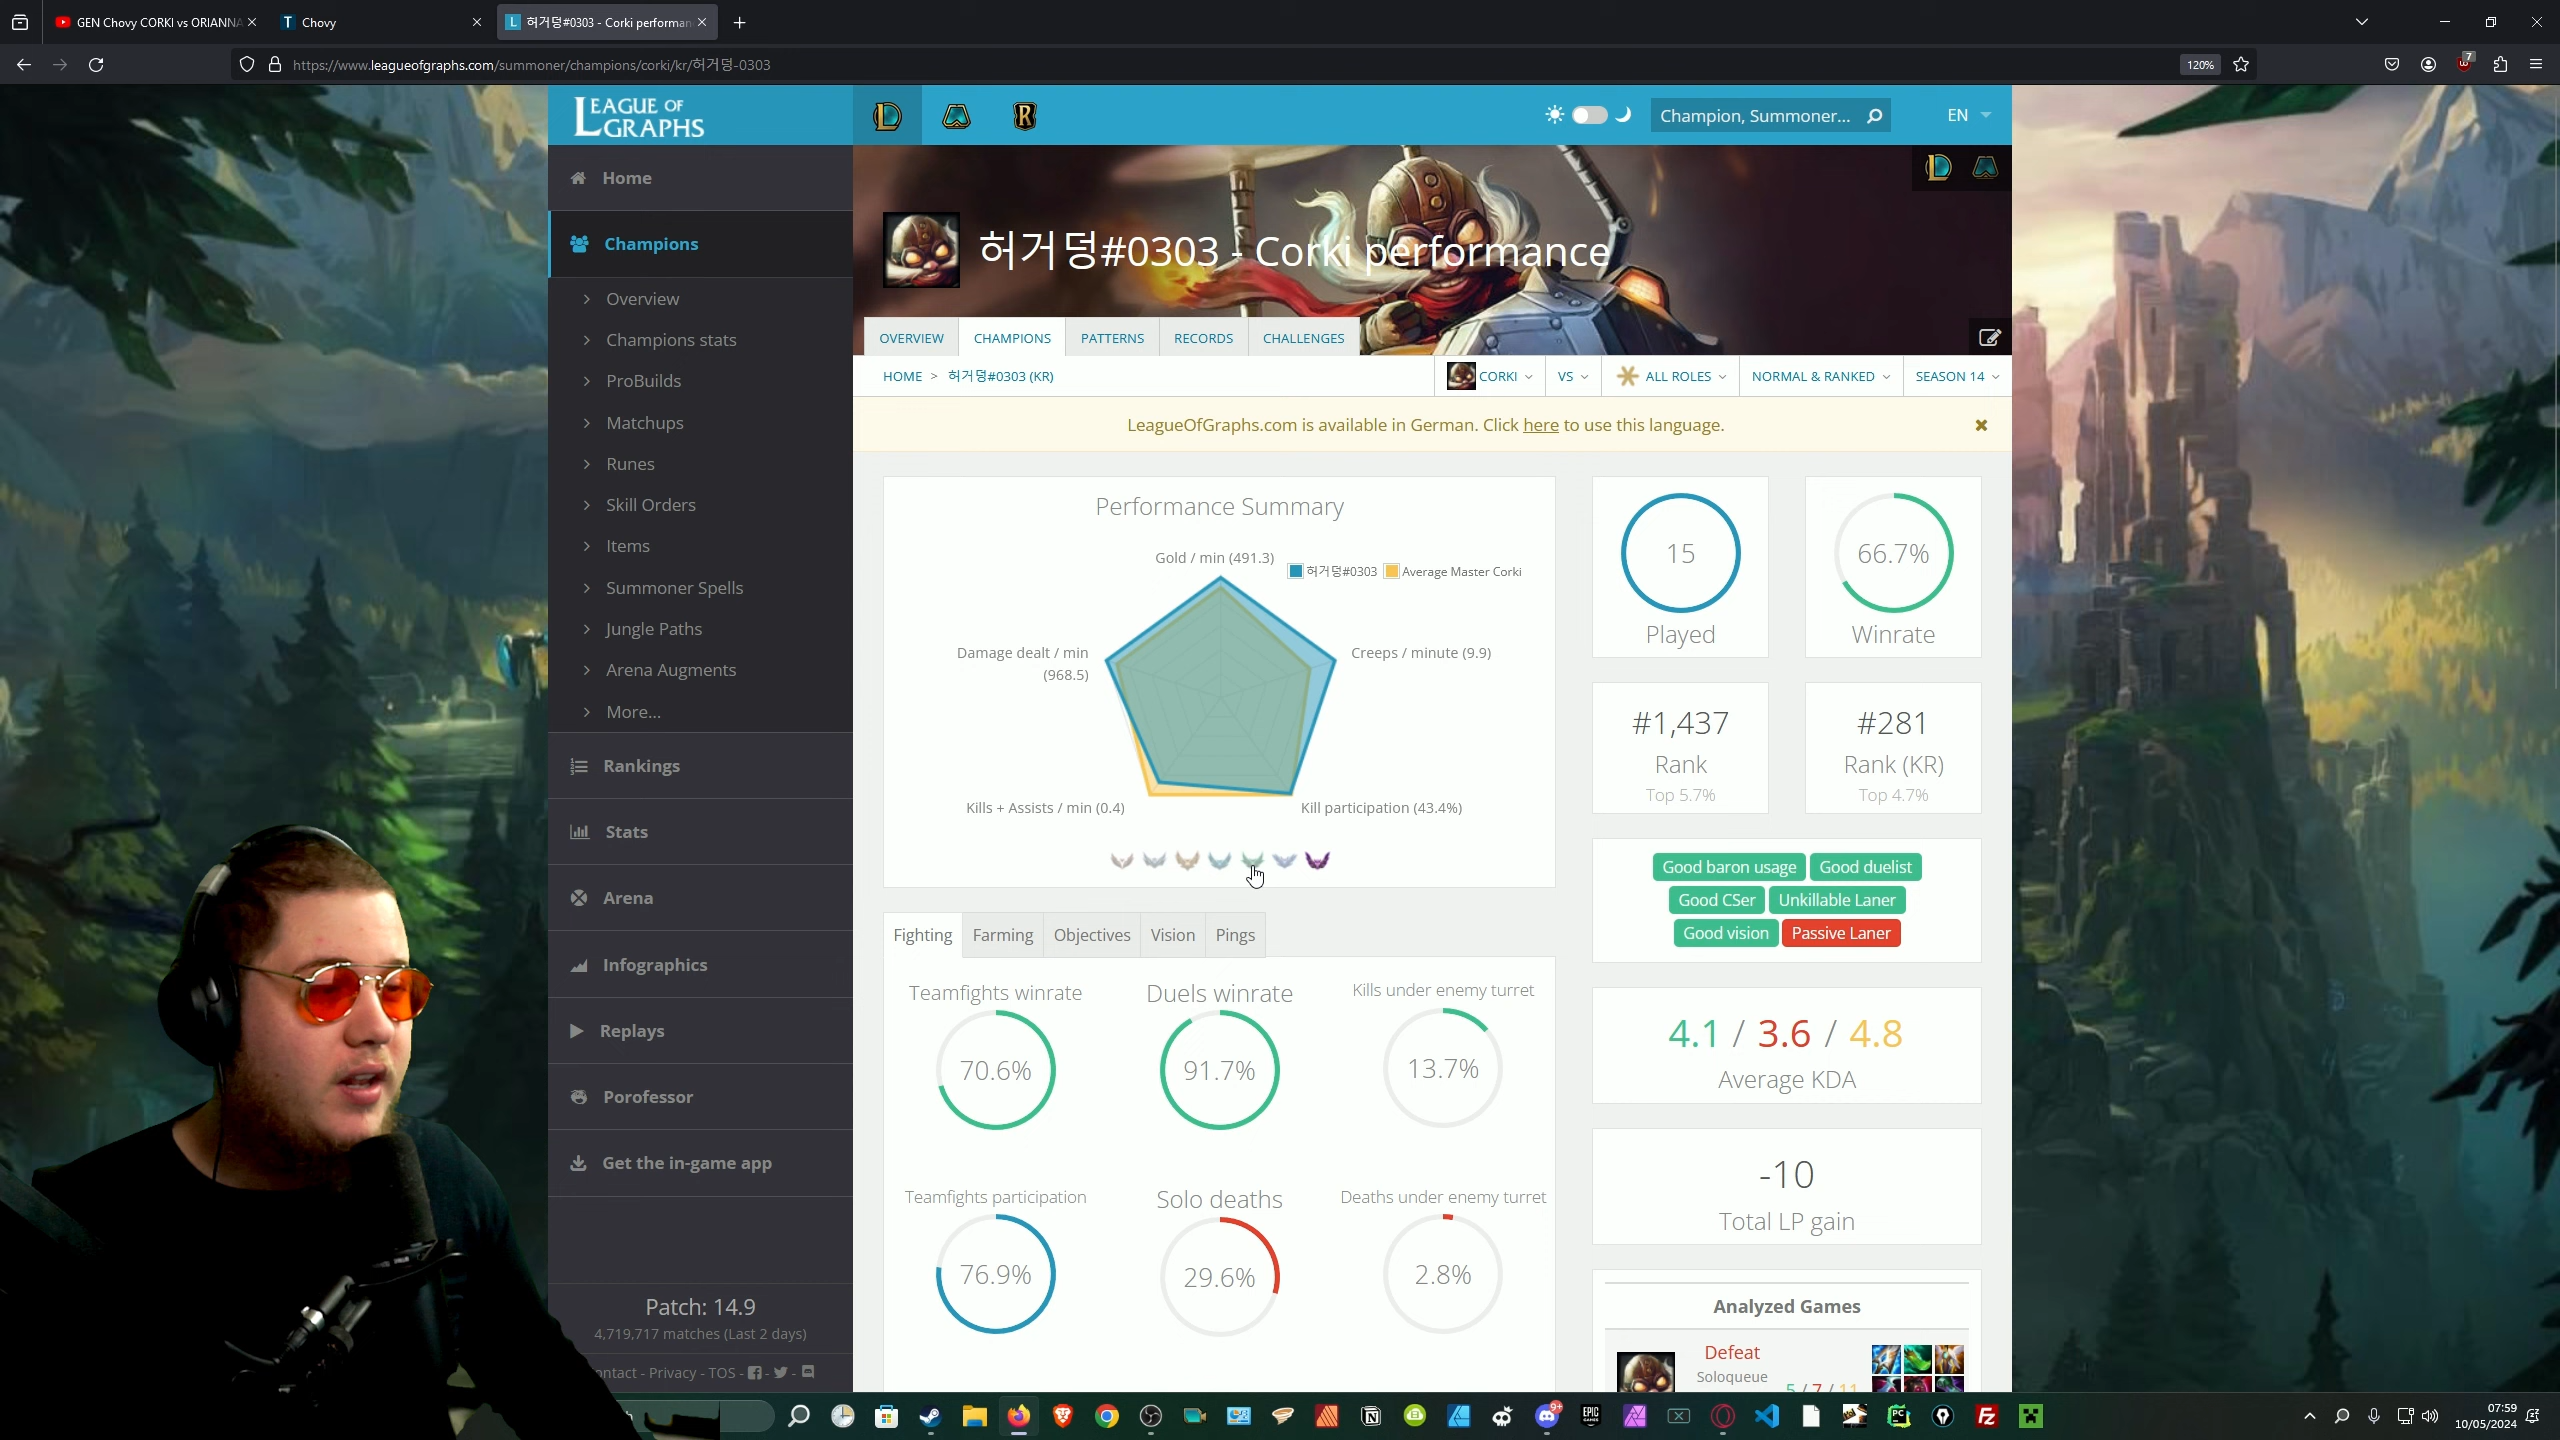 GEN Chovy CORKI vs ORIANNA
Chovy
허거덩#0303 - Corki performan
https://www.leagueofgraphs.com/summoner/champions/corki/kr/허거덩-0303
120%
7
LEAGUE OF
GRAPHS
Champion, Summoner...
EN
Home
Champions
Overview
Champions stats
ProBuilds
Matchups
Runes
Skill Orders
Items
Summoner Spells
Jungle Paths
Arena Augments
More...
Rankings
Stats
Arena
Infographics
Replays
Porofessor
Get the in-game app
Patch: 14.9
4,719,717 matches (Last 2 days)
ontact - Privacy - TOS -
허거덩#0303 - Corki performance
OVERVIEW
CHAMPIONS
PATTERNS
RECORDS
CHALLENGES
HOME > 허거덩#0303 (KR)
CORKI
VS
ALL ROLES
NORMAL & RANKED
SEASON 14
LeagueOfGraphs.com is available in German. Click here to use this language.
Performance Summary
Gold / min (491.3)
허거덩#0303
Average Master Corki
Damage dealt / min
(968.5)
Creeps / minute (9.9)
Kills + Assists / min (0.4)
Kill participation (43.4%)
Fighting
Farming
Objectives
Vision
Pings
Teamfights winrate
70.6%
Duels winrate
91.7%
Kills under enemy turret
13.7%
Teamfights participation
76.9%
Solo deaths
29.6%
Deaths under enemy turret
2.8%
15
Played
66.7%
Winrate
#1,437
Rank
Top 5.7%
#281
Rank (KR)
Top 4.7%
Good baron usage
Good duelist
Good CSer
Unkillable Laner
Good vision
Passive Laner
4.1 / 3.6 / 4.8
Average KDA
-10
Total LP gain
Analyzed Games
Defeat
Soloqueue
5 / 7 / 11
9+
EPIC
GAMES
07:59
10/05/2024